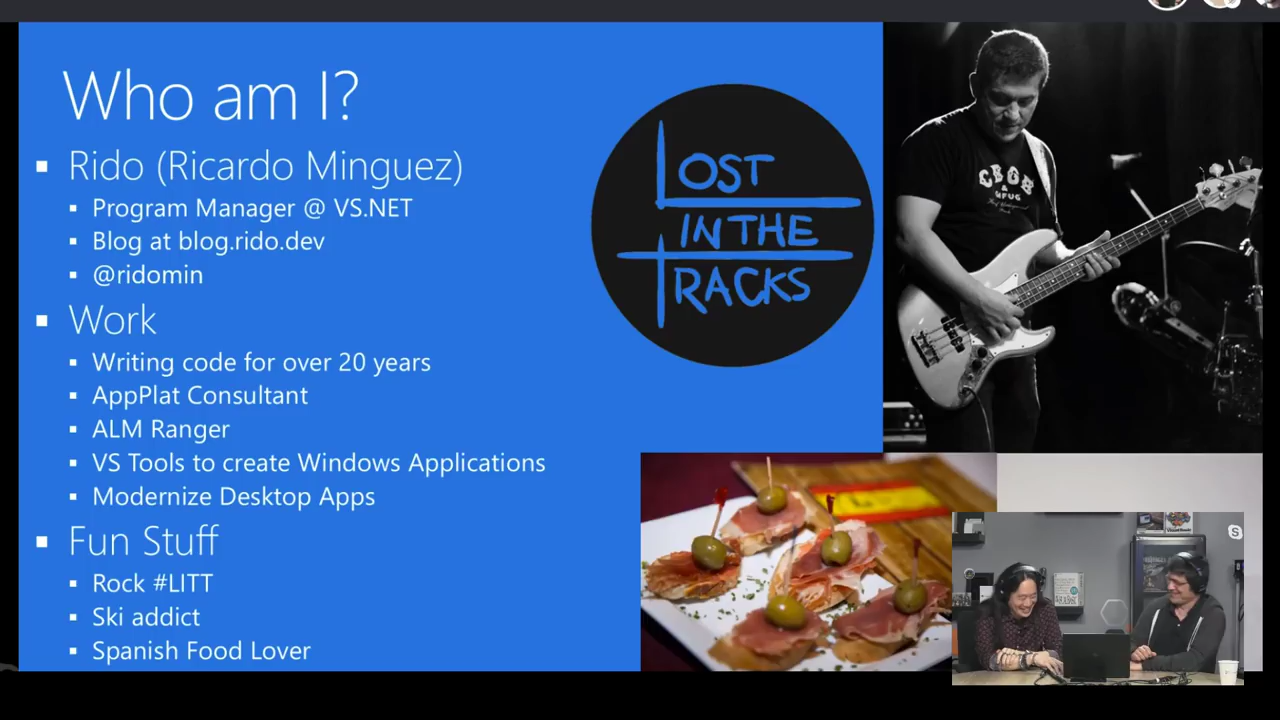 Who am I?
Rido (Ricardo Minguez)
Program Manager @ VS.NET
Blog at blog.rido.dev
@ridomin
Work
Writing code for over 20 years
AppPlat Consultant
ALM Ranger
VS Tools to create Windows Applications
Modernize Desktop Apps
Fun Stuff
Rock #LITT
Ski addict
Spanish Food Lover
LOST
IN THE
TRACKS
CBGB